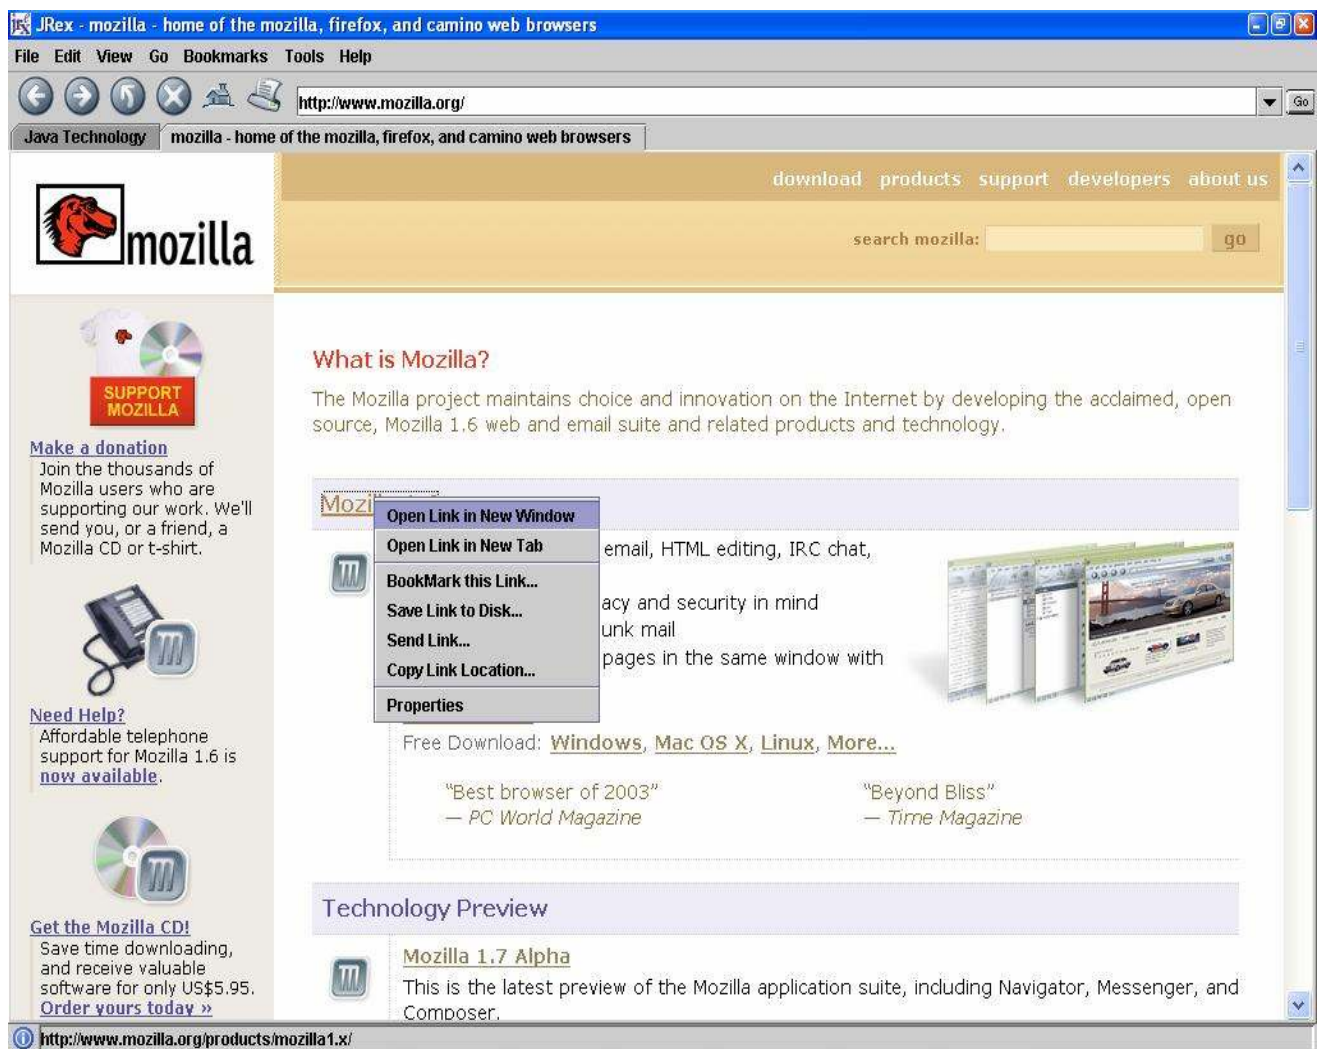 JRex - mozilla - home of the mozilla, firefox, and camino web browsers
File Edit View Go Bookmarks Tools Help
http://www.mozilla.org/
Go
Java Technology
mozilla - home of the mozilla, firefox, and camino web browsers
mozilla
download products support developers about us
search mozilla:
go
SUPPORT
MOZILLA
Make a donation
Join the thousands of
Mozilla users who are
supporting our work. We'll
send you, or a friend, a
Mozilla CD or t-shirt.
Need Help?
Affordable telephone
support for Mozilla 1.6 is
now available.
Get the Mozilla CD!
Save time downloading,
and receive valuable
software for only US$5.95.
Order yours today »
What is Mozilla?
The Mozilla project maintains choice and innovation on the Internet by developing the acclaimed, open
source, Mozilla 1.6 web and email suite and related products and technology.
Mozi
Open Link in New Window
Open Link in New Tab
BookMark this Link...
Save Link to Disk...
Send Link...
Copy Link Location...
Properties
email, HTML editing, IRC chat,
acy and security in mind
unk mail
pages in the same window with
Free Download: Windows, Mac OS X, Linux, More...
“Best browser of 2003”
— PC World Magazine
“Beyond Bliss”
— Time Magazine
Technology Preview
Mozilla 1.7 Alpha
This is the latest preview of the Mozilla application suite, including Navigator, Messenger, and
Composer.
http://www.mozilla.org/products/mozilla1.x/